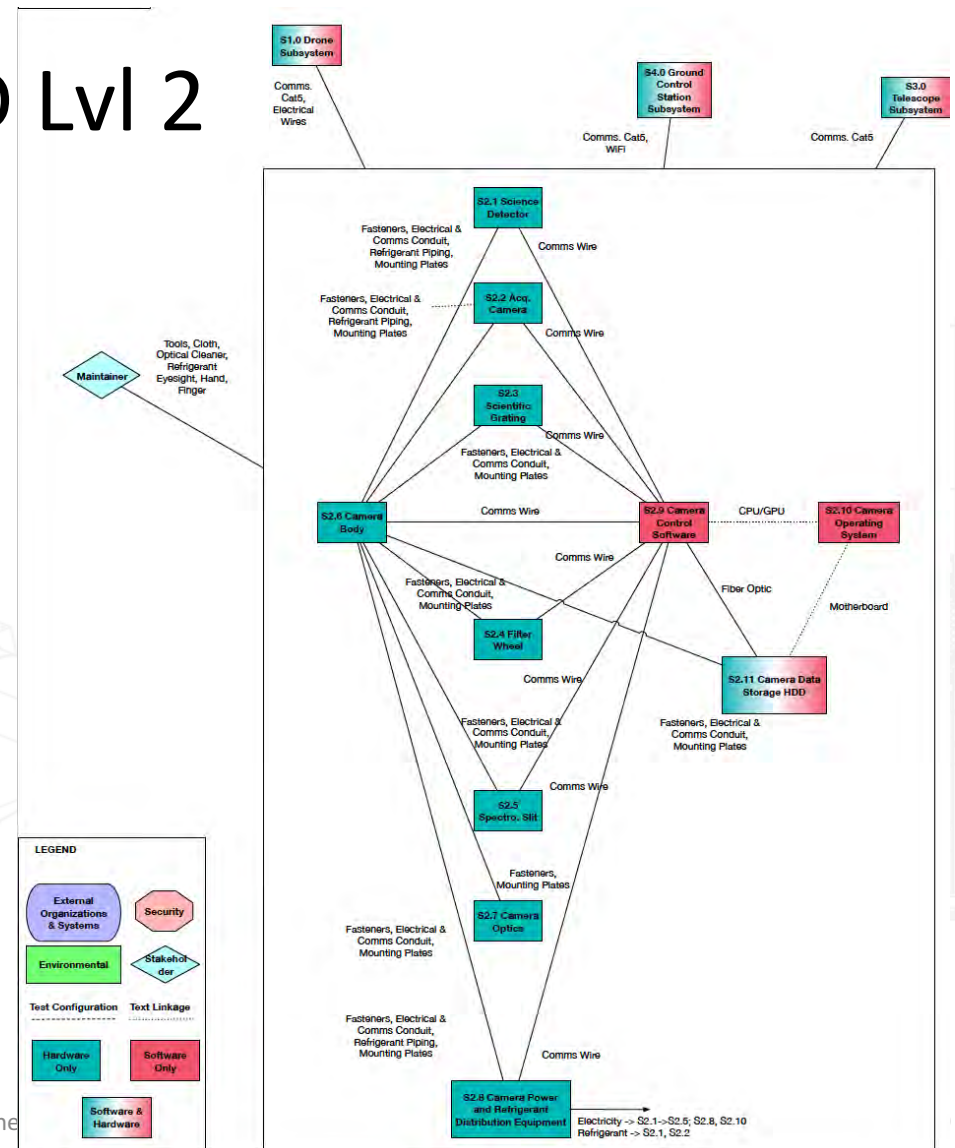 D Lvl 2
S1.0 Drone
Subsystem
S4.0 Ground
Control
Station
Subsystem
S3.0
Telescope
Subsystem
Comms.
Cat5,
Electrical
Wires
Comms. Cat5,
WiFi
Comms. Cat5
S2.1 Science
Detector
Fasteners, Electrical &
Comms Conduit,
Refrigerant Piping,
Mounting Plates
Comms Wire
S2.2 Acq.
Camera
Fasteners, Electrical &
Comms Conduit,
Refrigerant Piping,
Mounting Plates
Comms Wire
Tools, Cloth,
Optical Cleaner,
Refrigerant
Eyesight, Hand,
Finger
Maintainer
S2.3
Scientific
Grating
Comms Wire
Fasteners, Electrical &
Comms Conduit,
Mounting Plates
S2.6 Camera
Body
Comms Wire
S2.9 Camera
Control
Software
CPU/GPU
S2.10 Camera
Operating
System
Comms Wire
Fasteners, Electrical &
Comms Conduit,
Mounting Plates
Fiber Optic
Motherboard
S2.4 Filter
Wheel
Comms Wire
S2.11 Camera Data
Storage HDD
Fasteners, Electrical &
Comms Conduit,
Mounting Plates
Fasteners, Electrical &
Comms Conduit,
Mounting Plates
Comms Wire
S2.5
Spectro. Slit
Fasteners,
Mounting Plates
S2.7 Camera
Optics
Fasteners, Electrical &
Comms Conduit,
Mounting Plates
Fasteners, Electrical &
Comms Conduit,
Refrigerant Piping,
Mounting Plates
Comms Wire
S2.8 Camera Power
and Refrigerant
Distribution Equipment
Electricity -> S2.1->S2.5; S2.8, S2.10
Refrigerant -> S2.1, S2.2
LEGEND
External
Organizations
& Systems
Security
Environmental
Stakehol
der
Test Configuration
Text Linkage
Hardware
Only
Software
Only
Software &
Hardware
ne